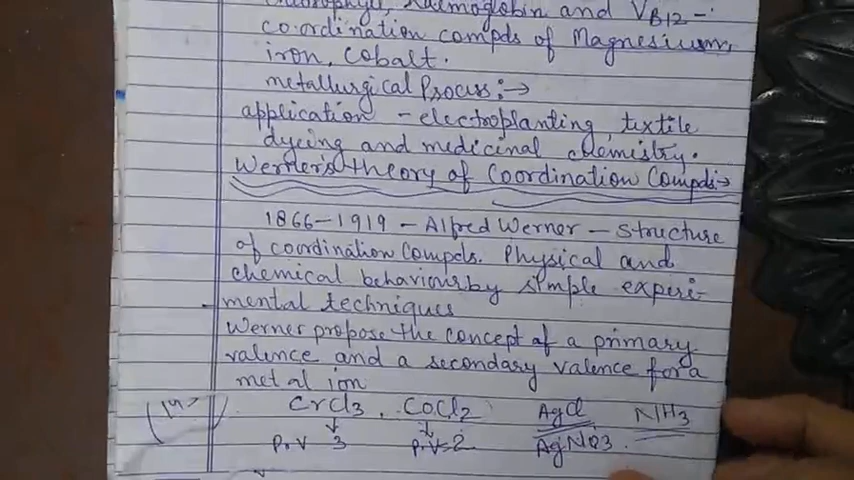 Haemoglobin and VB12 -
coordination compds of Magnesium,
iron, Cobalt.
metallurgical Process :→
application - electroplanting, textile
dyeing and medicinal chemistry.
Werner's theory of Coordination Compds→
1866-1919 - Alfred Werner - Structure
of coordination Compds. Physical and
chemical behaviours by simple experi-
mental techniques
Werner propose the concept of a primary
valence and a secondary valence for a
metal ion
CrCl3, COCl2 AgCl NH3
↓ ↓
P.V 3 P.V=2 AgNO3.